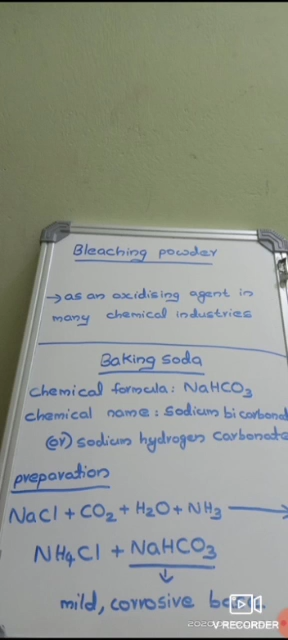 Bleaching powder
→ as an oxidising agent in
many chemical industries
Baking soda
chemical formula: NaHCO3
chemical name: Sodium bicarbonat
(or) sodium hydrogen carbonate
preparation
NaCl + CO2 + H2O + NH3 →
NH4Cl + NaHCO3
↓
mild, corrosive
V RECORDER